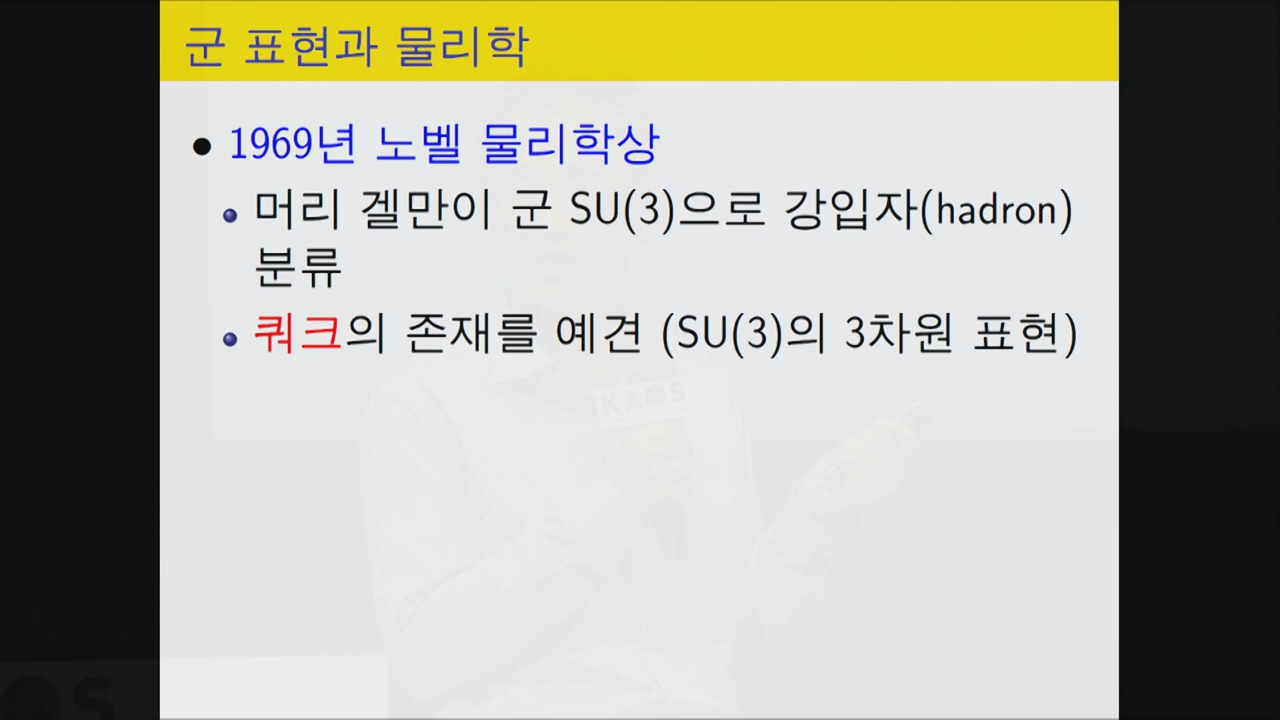 군 표현과 물리학
1969년 노벨 물리학상
머리 겔만이 군 SU(3)으로 강입자(hadron)
분류
쿼크의 존재를 예견 (SU(3)의 3차원 표현)
KAOS
OS